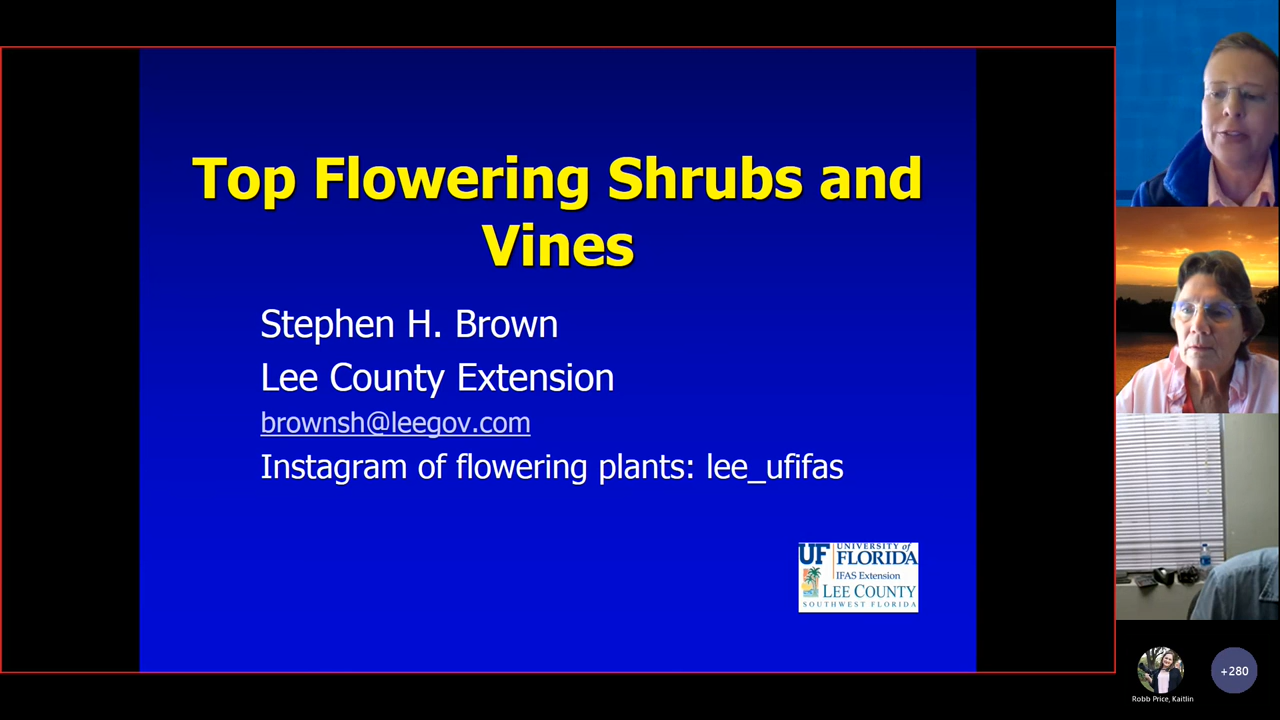 Top Flowering Shrubs and
Vines
Stephen H. Brown
Lee County Extension
brownsh@leegov.com
Instagram of flowering plants: lee_ufifas
UF UNIVERSITY of
FLORIDA
IFAS Extension
LEE COUNTY
SOUTHWEST FLORIDA
Robb Price, Kaitlin
+280